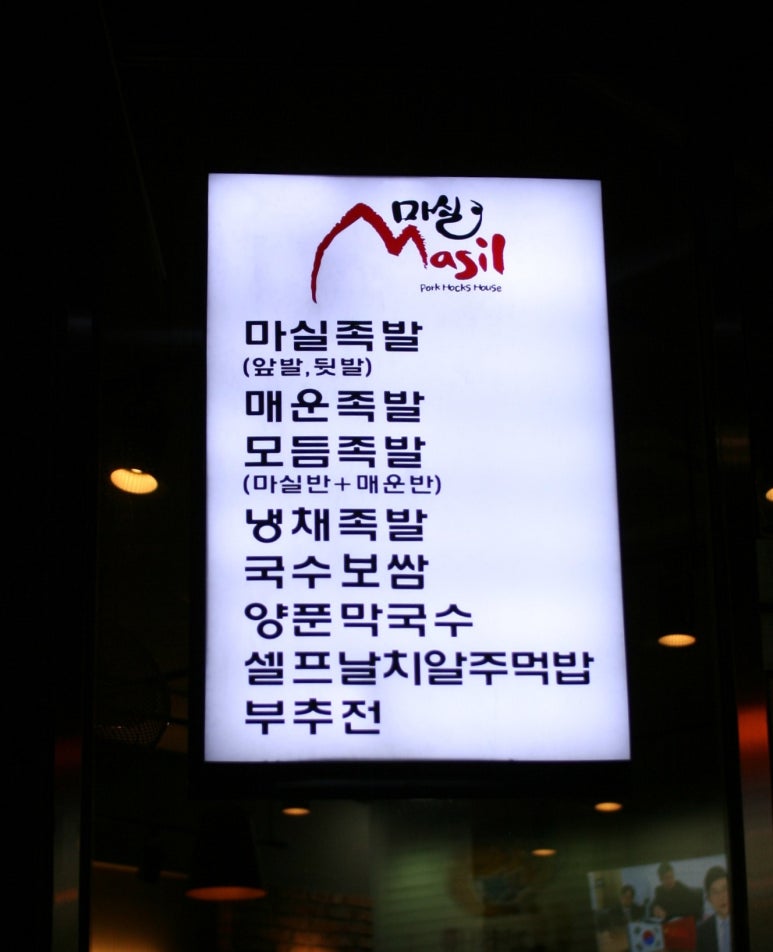 마실
Masil
Pork Hocks House
마실족발
(앞발,뒷발)
매운족발
모듬족발
(마실반+매운반)
냉채족발
국수보쌈
양푼막국수
셀프날치알주먹밥
부추전